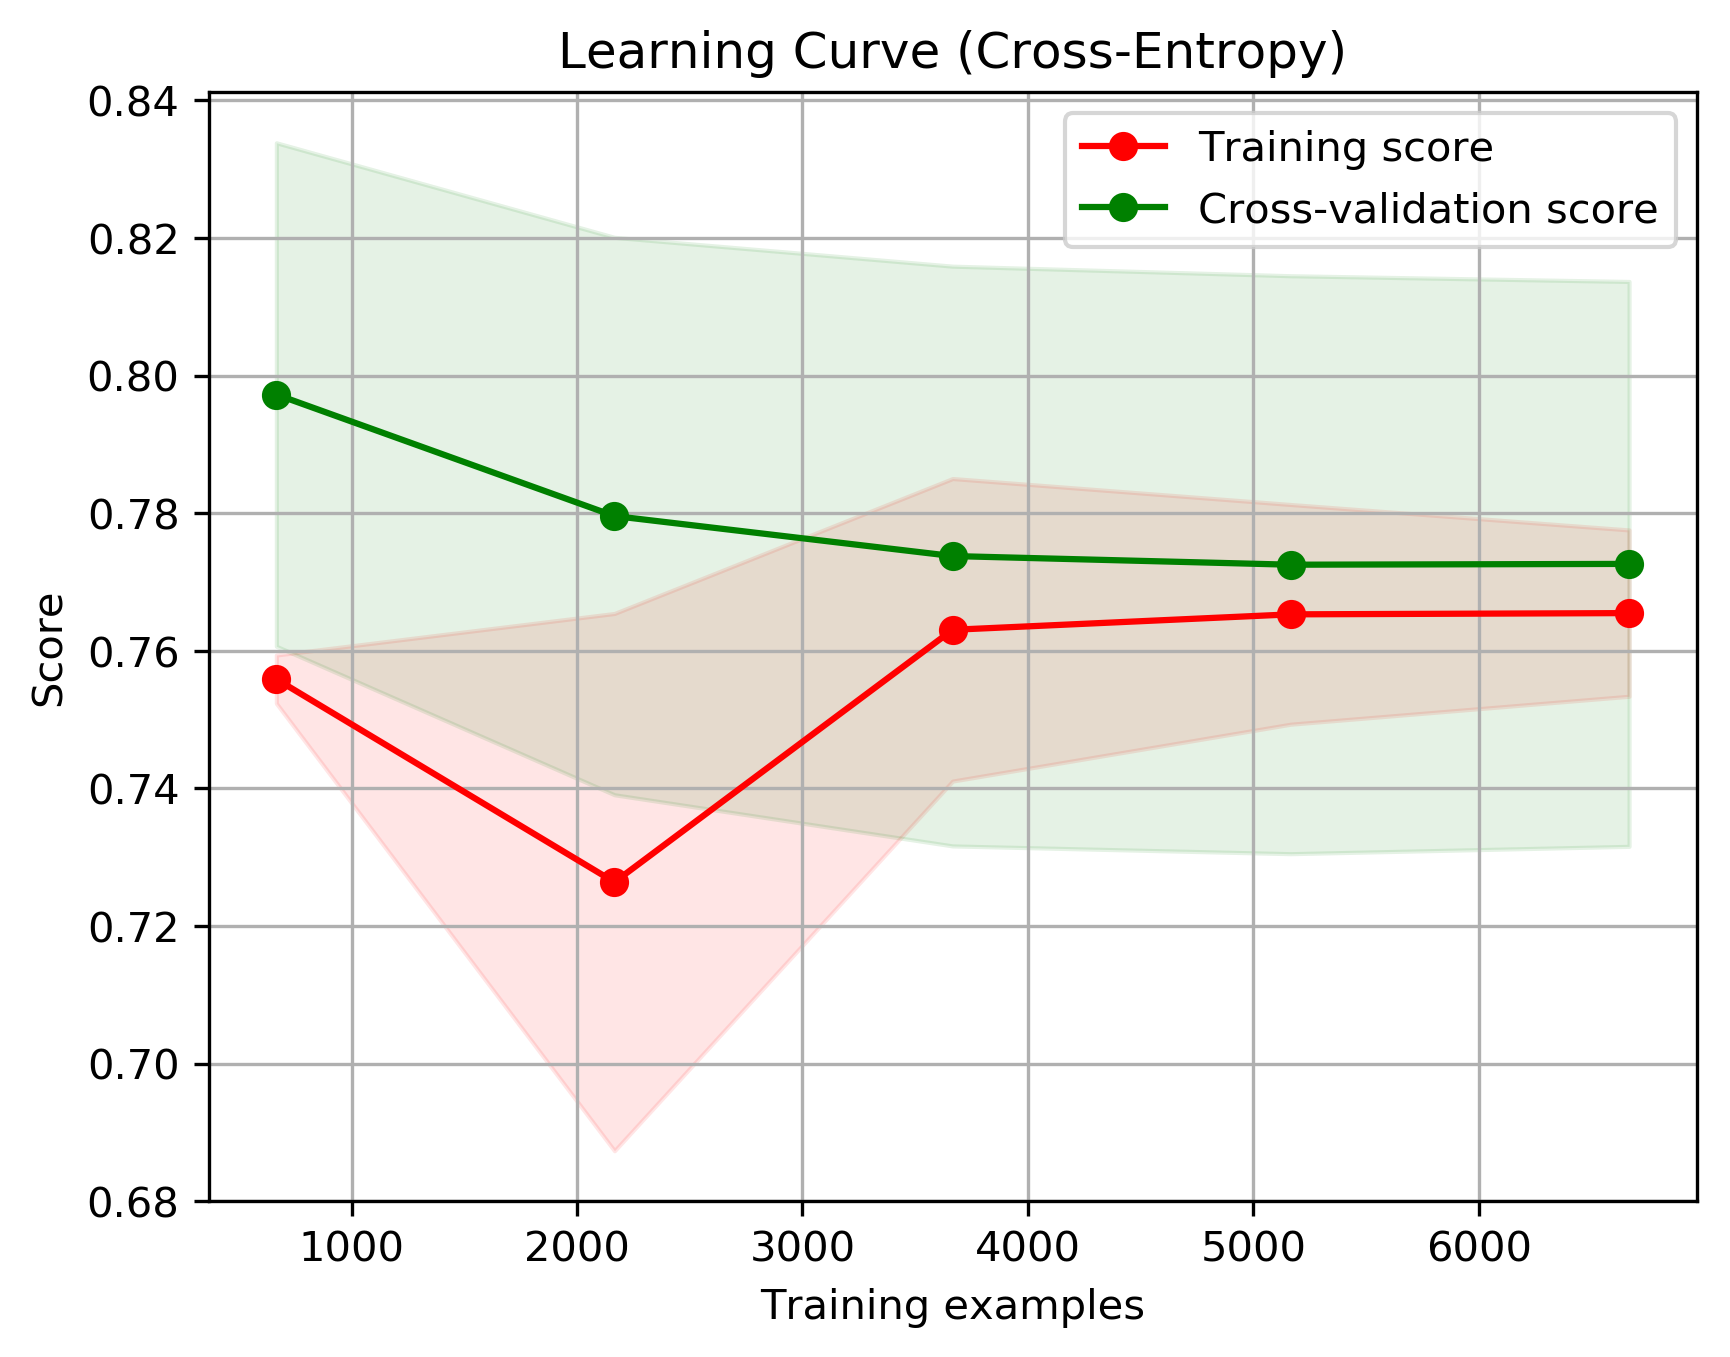 Learning Curve (Cross-Entropy)
Training score
Cross-validation score
0.84
0.82
0.80
0.78
0.76
0.74
0.72
0.70
0.68
Score
1000 2000 3000 4000 5000 6000
Training examples